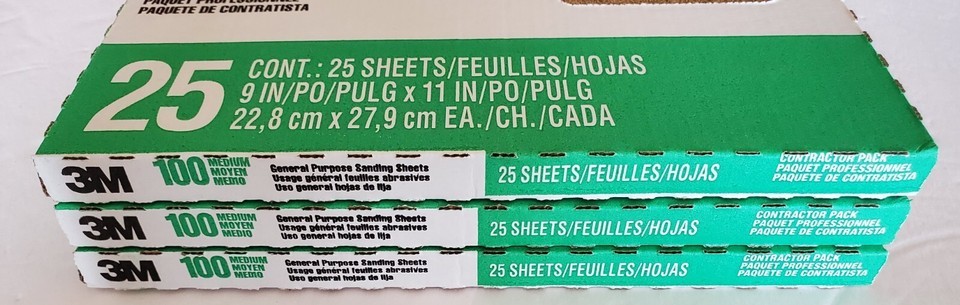 PAQUET PROFESSIONNEL
PAQUETE DE CONTRATISTA
25
CONT.: 25 SHEETS/FEUILLES/HOJAS
9 IN/PO/PULG x 11 IN/PO/PULG
22,8 cm x 27,9 cm EA./CH./CADA
3M
100
MEDIUM
MOYEN
MEDIO
General Purpose Sanding Sheets
Usage général feuilles abrasives
Uso general hojas de lija
25 SHEETS/FEUILLES/HOJAS
CONTRACTOR PACK
PAQUET PROFESSIONNEL
PAQUETE DE CONTRATISTA
3M
100
MEDIUM
MOYEN
MEDIO
General Purpose Sanding Sheets
Usage général feuilles abrasives
Uso general hojas de lija
25 SHEETS/FEUILLES/HOJAS
CONTRACTOR PACK
PAQUET PROFESSIONNEL
PAQUETE DE CONTRATISTA
3M
100
MEDIUM
MOYEN
MEDIO
General Purpose Sanding Sheets
Usage général feuilles abrasives
Uso general hojas de lija
25 SHEETS/FEUILLES/HOJAS
CONTRACTOR PACK
PAQUET PROFESSIONNEL
PAQUETE DE CONTRATISTA